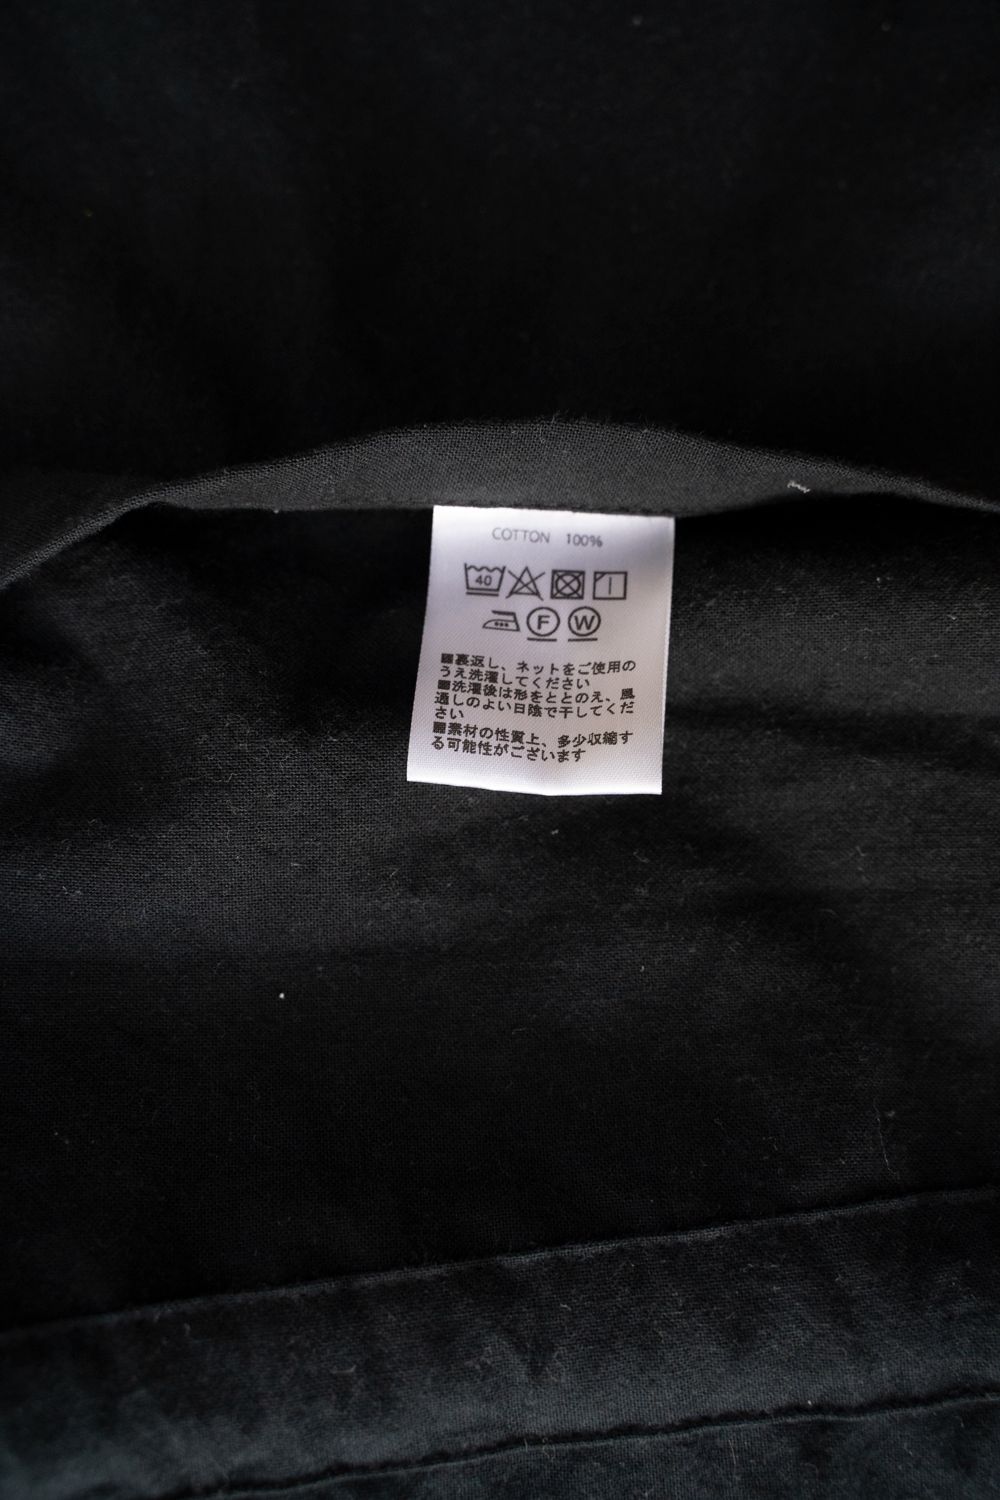 COTTON 100%
40
F W
■裏返し、ネットをご使用の
うえ洗濯してください
■洗濯後は形をととのえ、風
通しのよい日陰で干してくだ
さい
■素材の性質上、多少収縮す
る可能性がございます